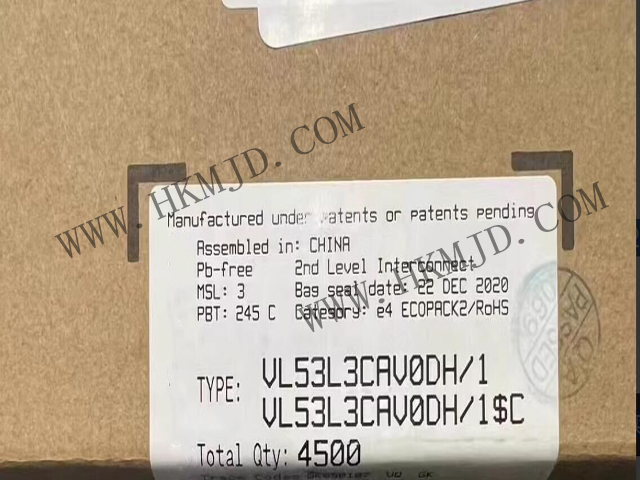 WWW.HKMJD.COM
Manufactured under patents or patents pending
Assembled in: CHINA
Pb-free 2nd Level Interconnect
MSL: 3 Bag seal date: 22 DEC 2020
PBT: 245 C Category: e4 ECOPACK2/RoHS
WWW.HKMJD.COM
TYPE: VL53L3CAV0DH/1
VL53L3CAV0DH/1$C
Total Qty: 4500